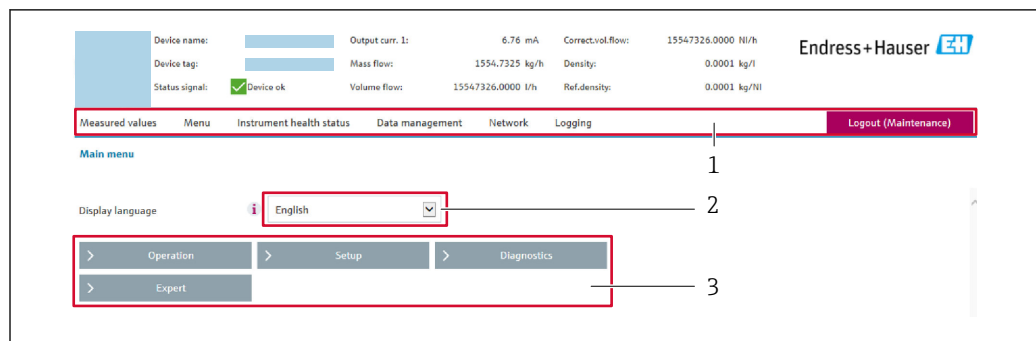 Device name: Output curr. 1: 6.76 mA Correct.vol.flow: 15547326.0000 Nl/h
Endress+Hauser EH
Device tag: Mass flow: 1554.7325 kg/h Density: 0.0001 kg/l
Status signal: Device ok Volume flow: 15547326.0000 l/h Ref.density: 0.0001 kg/Nl
Measured values Menu Instrument health status Data management Network Logging Logout (Maintenance)
1
Main menu
Display language i English 2
> Operation > Setup > Diagnostics
> Expert 3